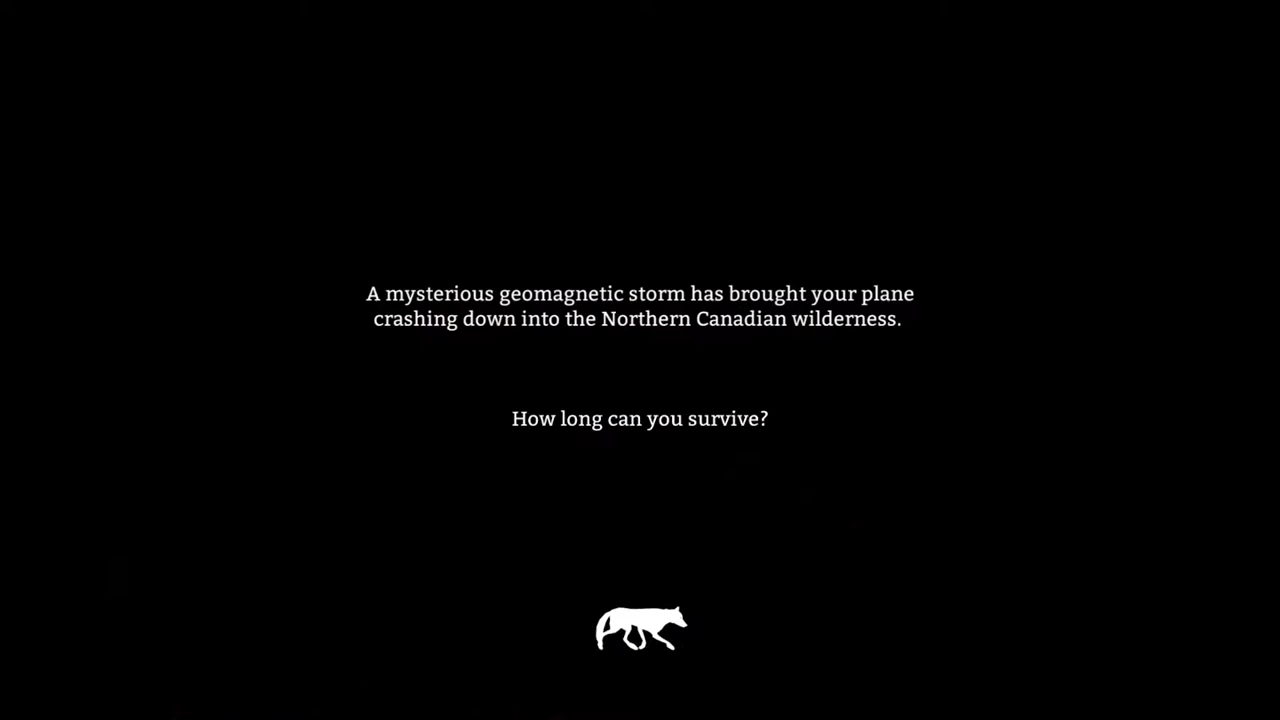 A mysterious geomagnetic storm has brought your plane
crashing down into the Northern Canadian wilderness.
How long can you survive?